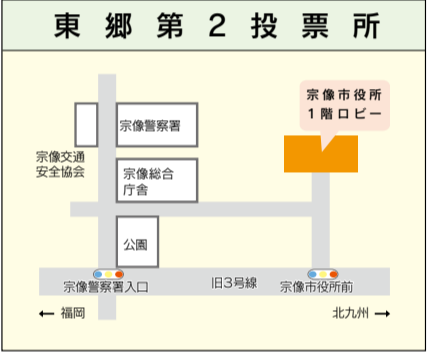 東郷第2投票所
宗像市役所
1階ロビー
宗像警察署
宗像交通
安全協会
宗像総合
庁舎
公園
旧3号線
宗像警察署入口
宗像市役所前
← 福岡
北九州 →